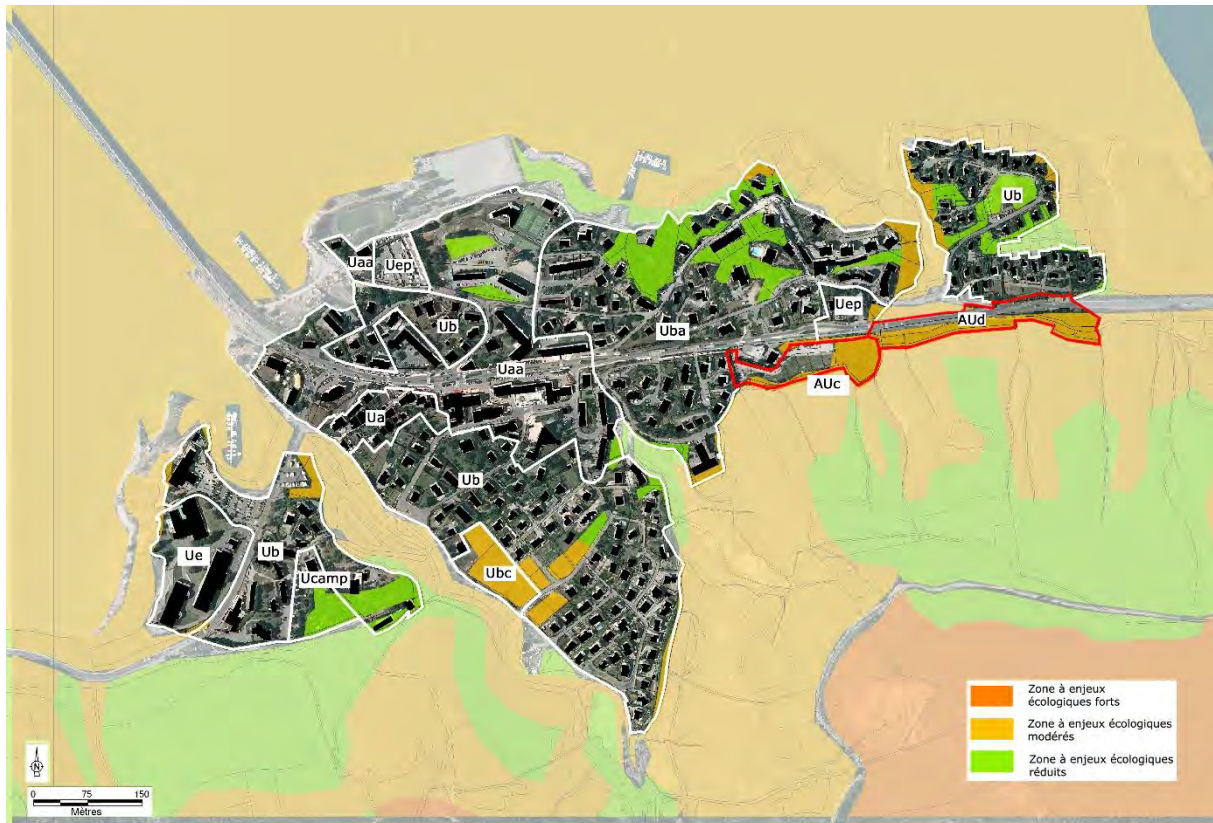 Ub
Uaa
Uep
Uep
Ub
Uba
AUd
Uaa
AUc
Ua
Ub
Ue
Ub
Ubc
Ucamp
Zone à enjeux
écologiques forts
Zone à enjeux écologiques
modérés
Zone à enjeux écologiques
réduits
N
0 75 150
Mètres